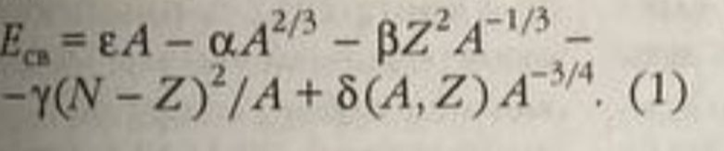 E_св = εA − αA^{2/3} − βZ^2 A^{−1/3} −
−γ(N − Z)^2/A + δ(A, Z) A^{−3/4}. (1)